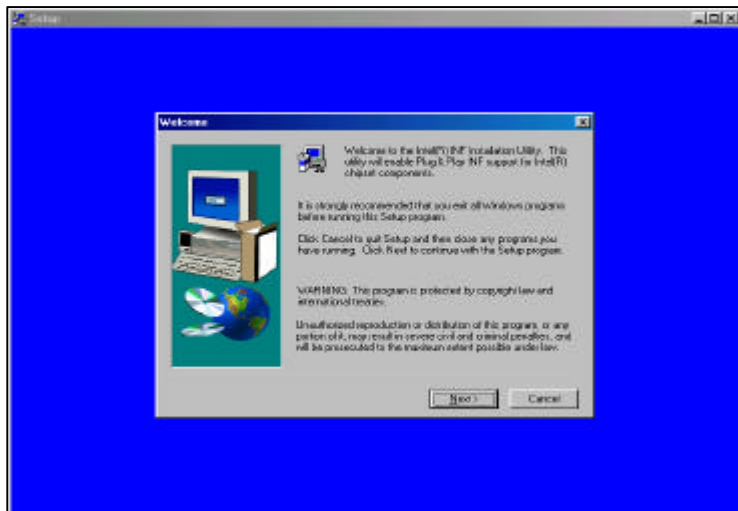 Setup
Welcome
Welcome to the Intel(R) INF Installation Utility. This
utility will enable Plug & Play INF support for Intel(R)
chipset components.
It is strongly recommended that you exit all Windows programs
before running this Setup program.
Click Cancel to quit Setup and then close any programs you
have running. Click Next to continue with the Setup program.
WARNING: This program is protected by copyright law and
international treaties.
Unauthorized reproduction or distribution of this program, or any
portion of it, may result in severe civil and criminal penalties, and
will be prosecuted to the maximum extent possible under law.
Next >
Cancel